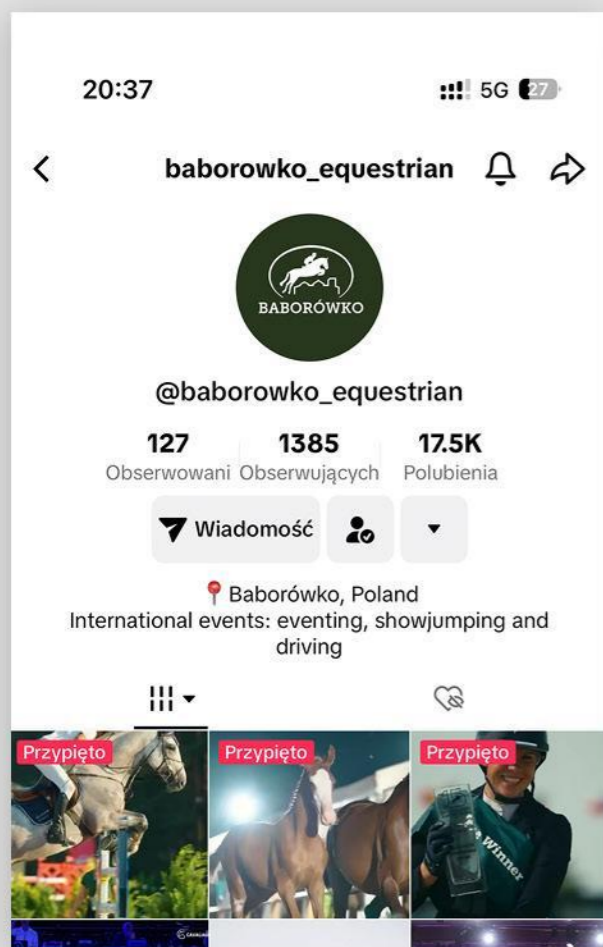 20:37
5G 27
baborowko_equestrian
BABORÓWKO
@baborowko_equestrian
127 1385 17.5K
Obserwowani Obserwujących Polubienia
Wiadomość
Baborówko, Poland
International events: eventing, showjumping and
driving
Przypięto Przypięto Przypięto
Winner